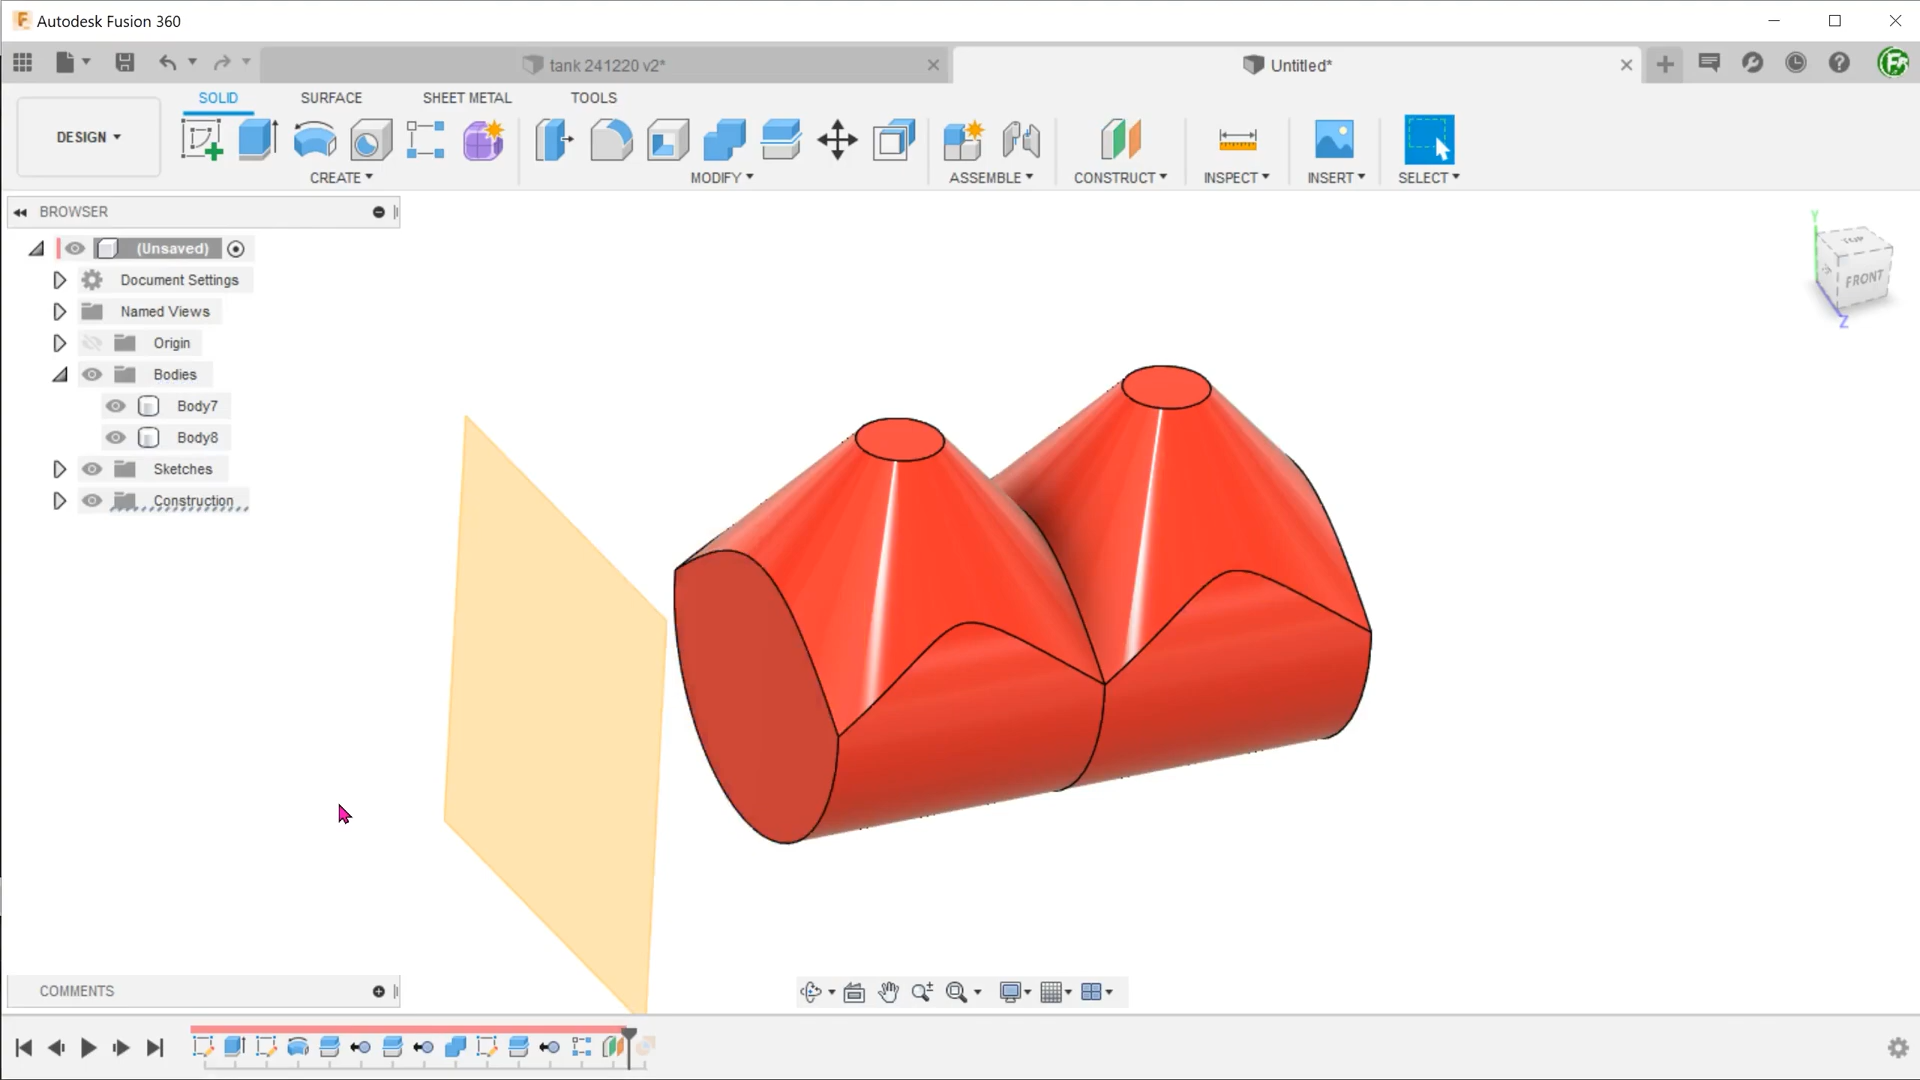 Autodesk Fusion 360
tank 241220 v2*
Untitled*
DESIGN
SOLID SURFACE SHEET METAL TOOLS
CREATE MODIFY ASSEMBLE CONSTRUCT INSPECT INSERT SELECT
BROWSER
(Unsaved)
Document Settings
Named Views
Origin
Bodies
Body7
Body8
Sketches
Construction
Y
TOP
FRONT
Z
COMMENTS